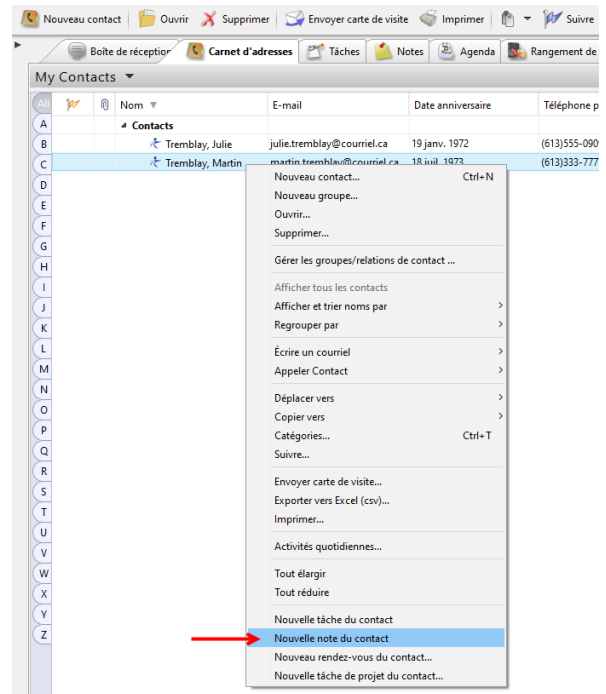 Nouveau contact Ouvrir Supprimer Envoyer carte de visite Imprimer Suivre
Boîte de réception Carnet d'adresses Tâches Notes Agenda Rangement de
My Contacts
All Nom E-mail Date anniversaire Téléphone p
A Contacts
B Tremblay, Julie julie.tremblay@courriel.ca 19 janv. 1972 (613)555-090
C Tremblay, Martin martin.tremblay@courriel.ca 18 juil. 1973 (613)333-777
Nouveau contact... Ctrl+N
D
Nouveau groupe...
E
Ouvrir...
F
Supprimer...
G
Gérer les groupes/relations de contact ...
H
I Afficher tous les contacts
J Afficher et trier noms par
K Regrouper par
L Écrire un courriel
M Appeler Contact
N
Déplacer vers
O
Copier vers
P
Catégories... Ctrl+T
Q
Suivre...
R
Envoyer carte de visite...
S
Exporter vers Excel (csv)...
T
Imprimer...
U
Activités quotidiennes...
V
W Tout élargir
X Tout réduire
Y Nouvelle tâche du contact
Z Nouvelle note du contact
Nouveau rendez-vous du contact...
Nouvelle tâche de projet du contact...